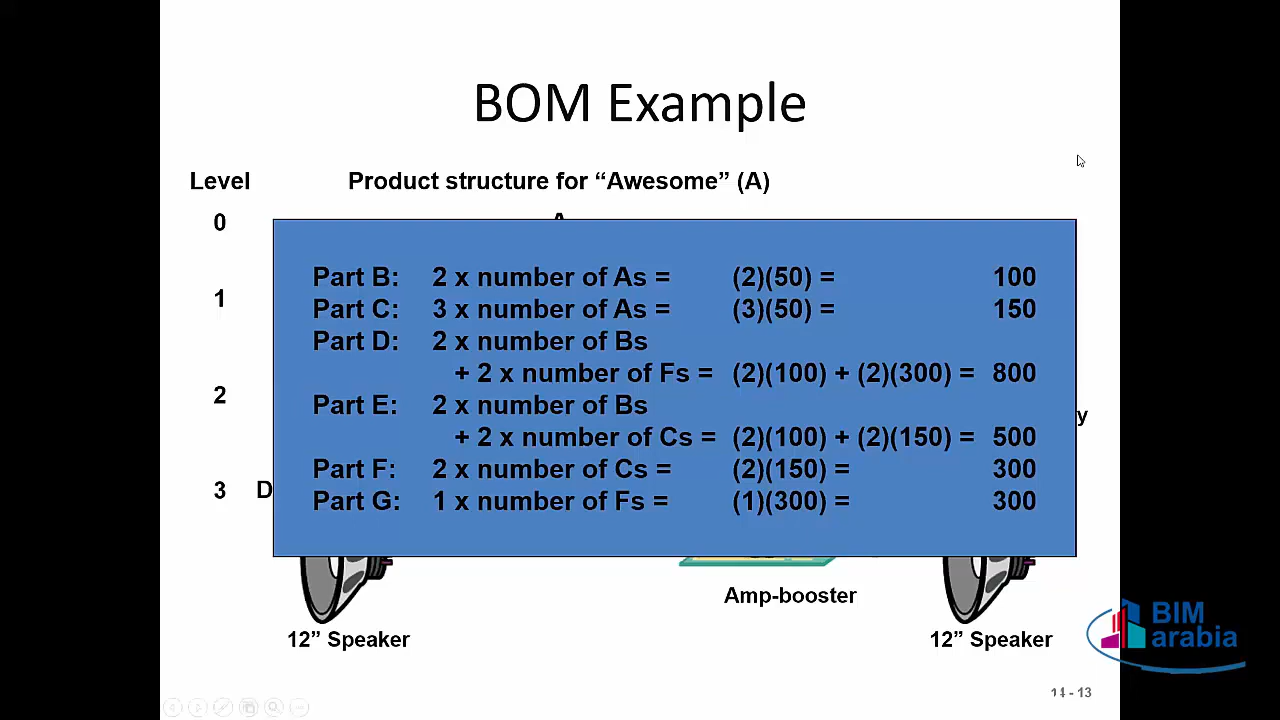 BOM Example
Level Product structure for “Awesome” (A)
0 A
1
2
3 D
Part B: 2 x number of As = (2)(50) = 100
Part C: 3 x number of As = (3)(50) = 150
Part D: 2 x number of Bs
+ 2 x number of Fs = (2)(100) + (2)(300) = 800
Part E: 2 x number of Bs
+ 2 x number of Cs = (2)(100) + (2)(150) = 500
Part F: 2 x number of Cs = (2)(150) = 300
Part G: 1 x number of Fs = (1)(300) = 300
y
Amp-booster
12” Speaker
12” Speaker
BIM
arabia
- 13